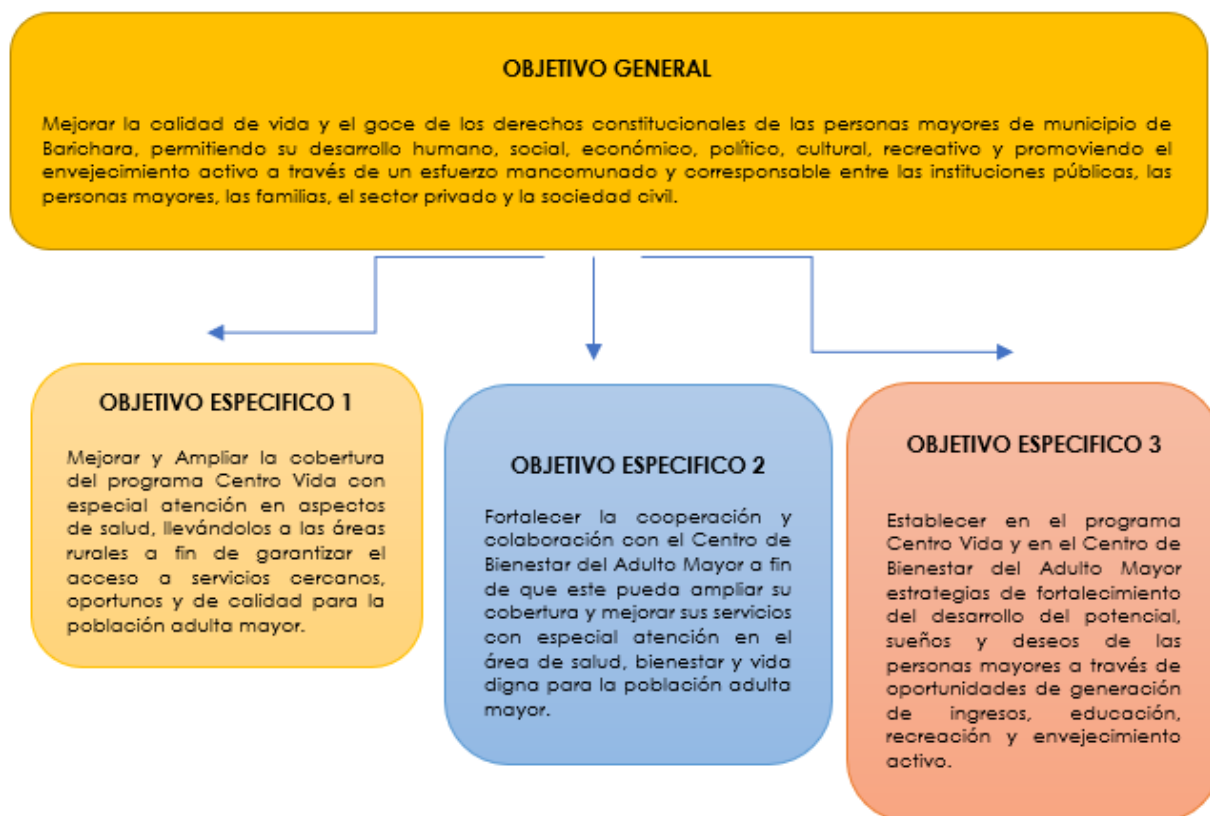 OBJETIVO GENERAL
Mejorar la calidad de vida y el goce de los derechos constitucionales de las personas mayores de municipio de
Barichara, permitiendo su desarrollo humano, social, económico, político, cultural, recreativo y promoviendo el
envejecimiento activo a través de un esfuerzo mancomunado y corresponsable entre las instituciones públicas, las
personas mayores, las familias, el sector privado y la sociedad civil.
OBJETIVO ESPECIFICO 1
Mejorar y Ampliar la cobertura
del programa Centro Vida con
especial atención en aspectos
de salud, llevándolos a las áreas
rurales a fin de garantizar el
acceso a servicios cercanos,
oportunos y de calidad para la
población adulta mayor.
OBJETIVO ESPECIFICO 2
Fortalecer la cooperación y
colaboración con el Centro de
Bienestar del Adulto Mayor a fin
de que este pueda ampliar su
cobertura y mejorar sus servicios
con especial atención en el
área de salud, bienestar y vida
digna para la población adulta
mayor.
OBJETIVO ESPECIFICO 3
Establecer en el programa
Centro Vida y en el Centro de
Bienestar del Adulto Mayor
estrategias de fortalecimiento
del desarrollo del potencial,
sueños y deseos de las
personas mayores a través de
oportunidades de generación
de ingresos, educación,
recreación y envejecimiento
activo.